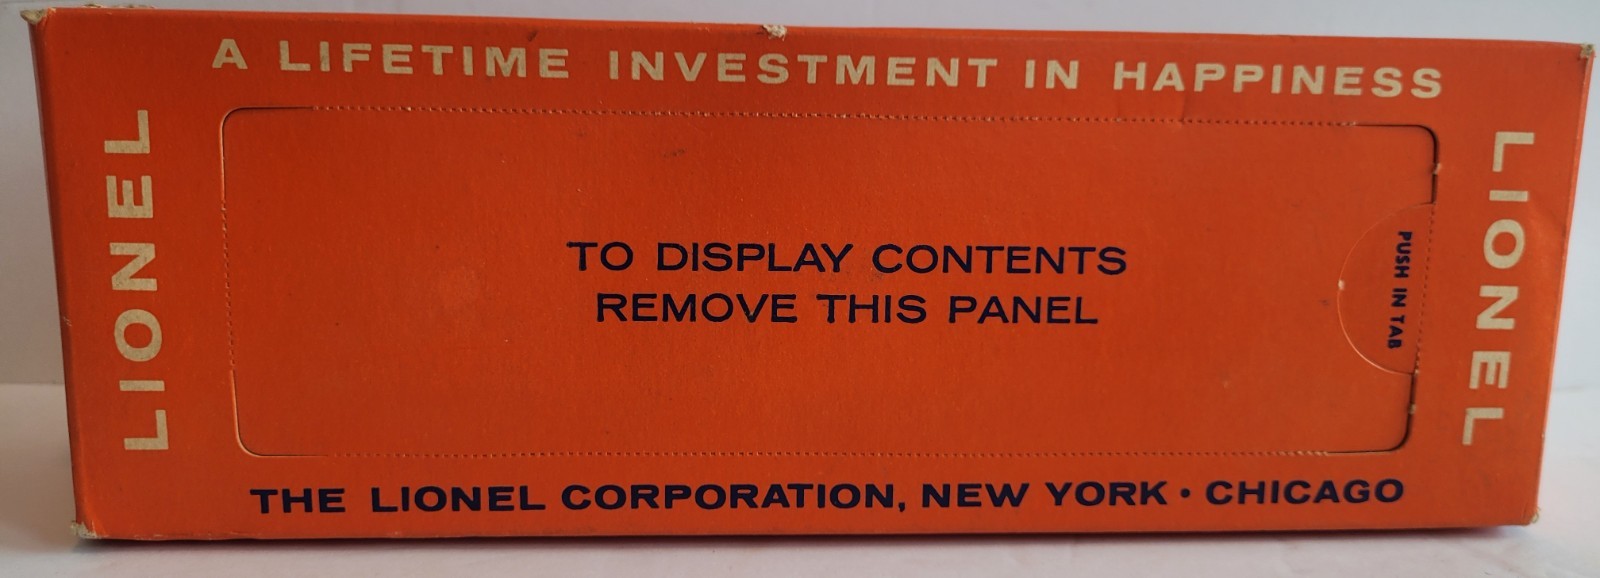 A LIFETIME INVESTMENT IN HAPPINESS
LIONEL
TO DISPLAY CONTENTS
REMOVE THIS PANEL
PUSH IN TAB
LIONEL
THE LIONEL CORPORATION, NEW YORK • CHICAGO